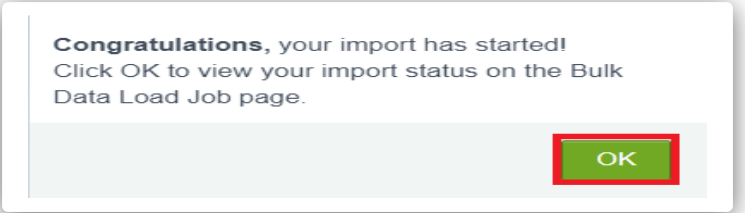 Congratulations, your import has started!
Click OK to view your import status on the Bulk
Data Load Job page.
OK